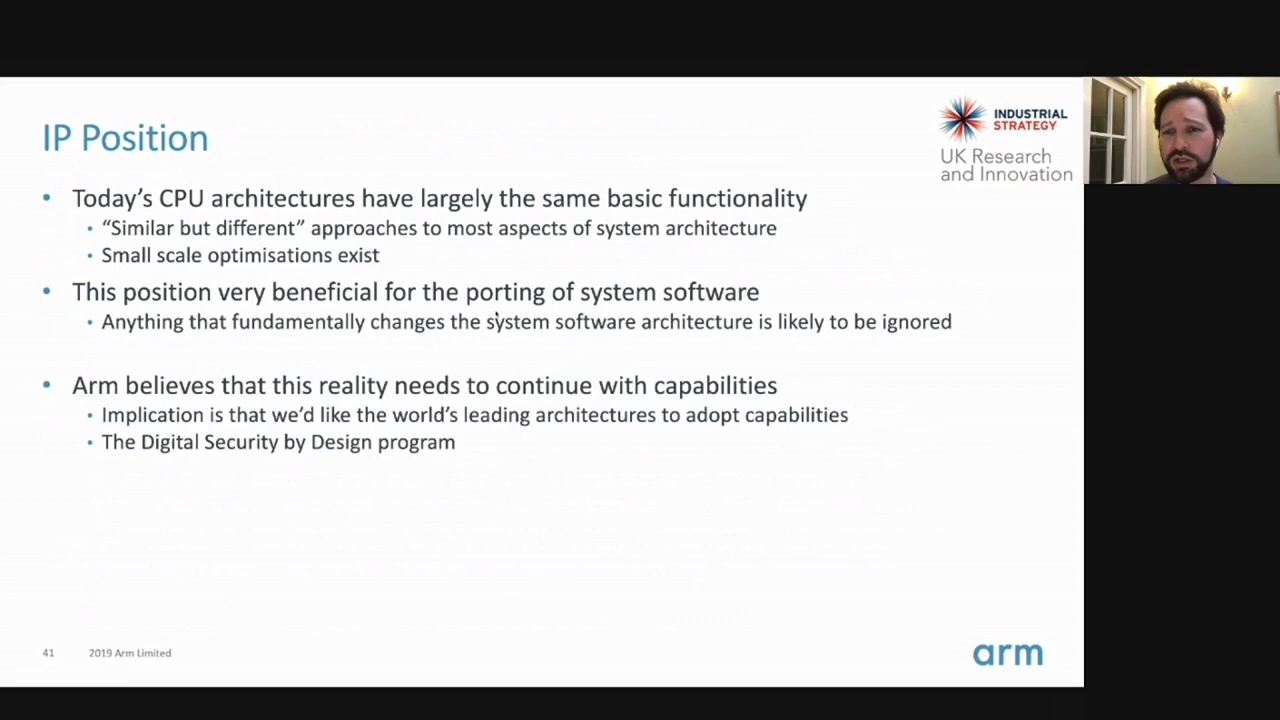 IP Position
INDUSTRIAL
STRATEGY
UK Research
and Innovation
• Today’s CPU architectures have largely the same basic functionality
• “Similar but different” approaches to most aspects of system architecture
• Small scale optimisations exist
• This position very beneficial for the porting of system software
• Anything that fundamentally changes the system software architecture is likely to be ignored
• Arm believes that this reality needs to continue with capabilities
• Implication is that we’d like the world’s leading architectures to adopt capabilities
• The Digital Security by Design program
41 2019 Arm Limited
arm